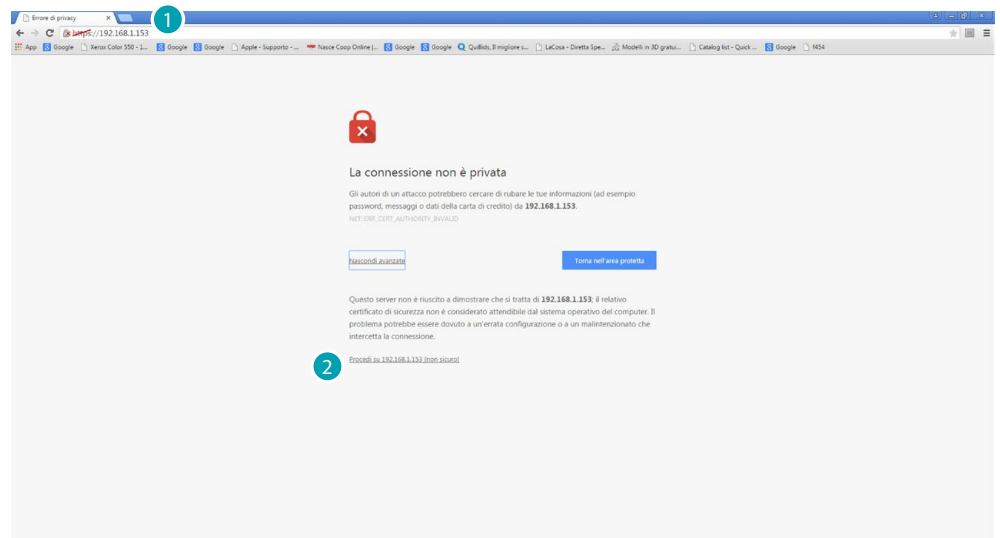 Errore di privacy
1
https://192.168.1.153
App Google Xerox Color 550 - 1... Google Google Apple - Supporto - ... Nasce Coop Online |... Google Google Quillids, Il migliore s... LaCosa - Diretta Spe... Modelli in 3D gratui... Catalog list - Quick ... Google f454
La connessione non è privata
Gli autori di un attacco potrebbero cercare di rubare le tue informazioni (ad esempio
password, messaggi o dati della carta di credito) da 192.168.1.153.
NET::ERR_CERT_AUTHORITY_INVALID
Nascondi avanzate Torna nell'area protetta
Questo server non è riuscito a dimostrare che si tratta di 192.168.1.153; il relativo
certificato di sicurezza non è considerato attendibile dal sistema operativo del computer. Il
problema potrebbe essere dovuto a un'errata configurazione o a un malintenzionato che
intercetta la connessione.
2 Procedi su 192.168.1.153 (non sicuro)